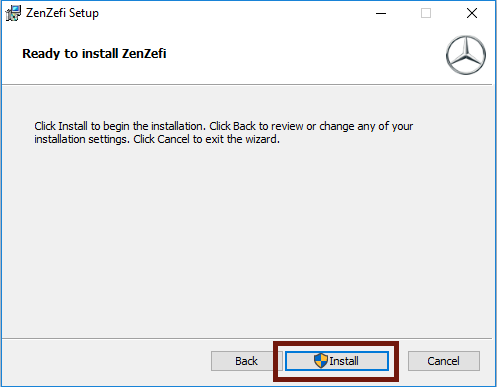 ZenZefi Setup
Ready to install ZenZefi
Click Install to begin the installation. Click Back to review or change any of your
installation settings. Click Cancel to exit the wizard.
Back
Install
Cancel